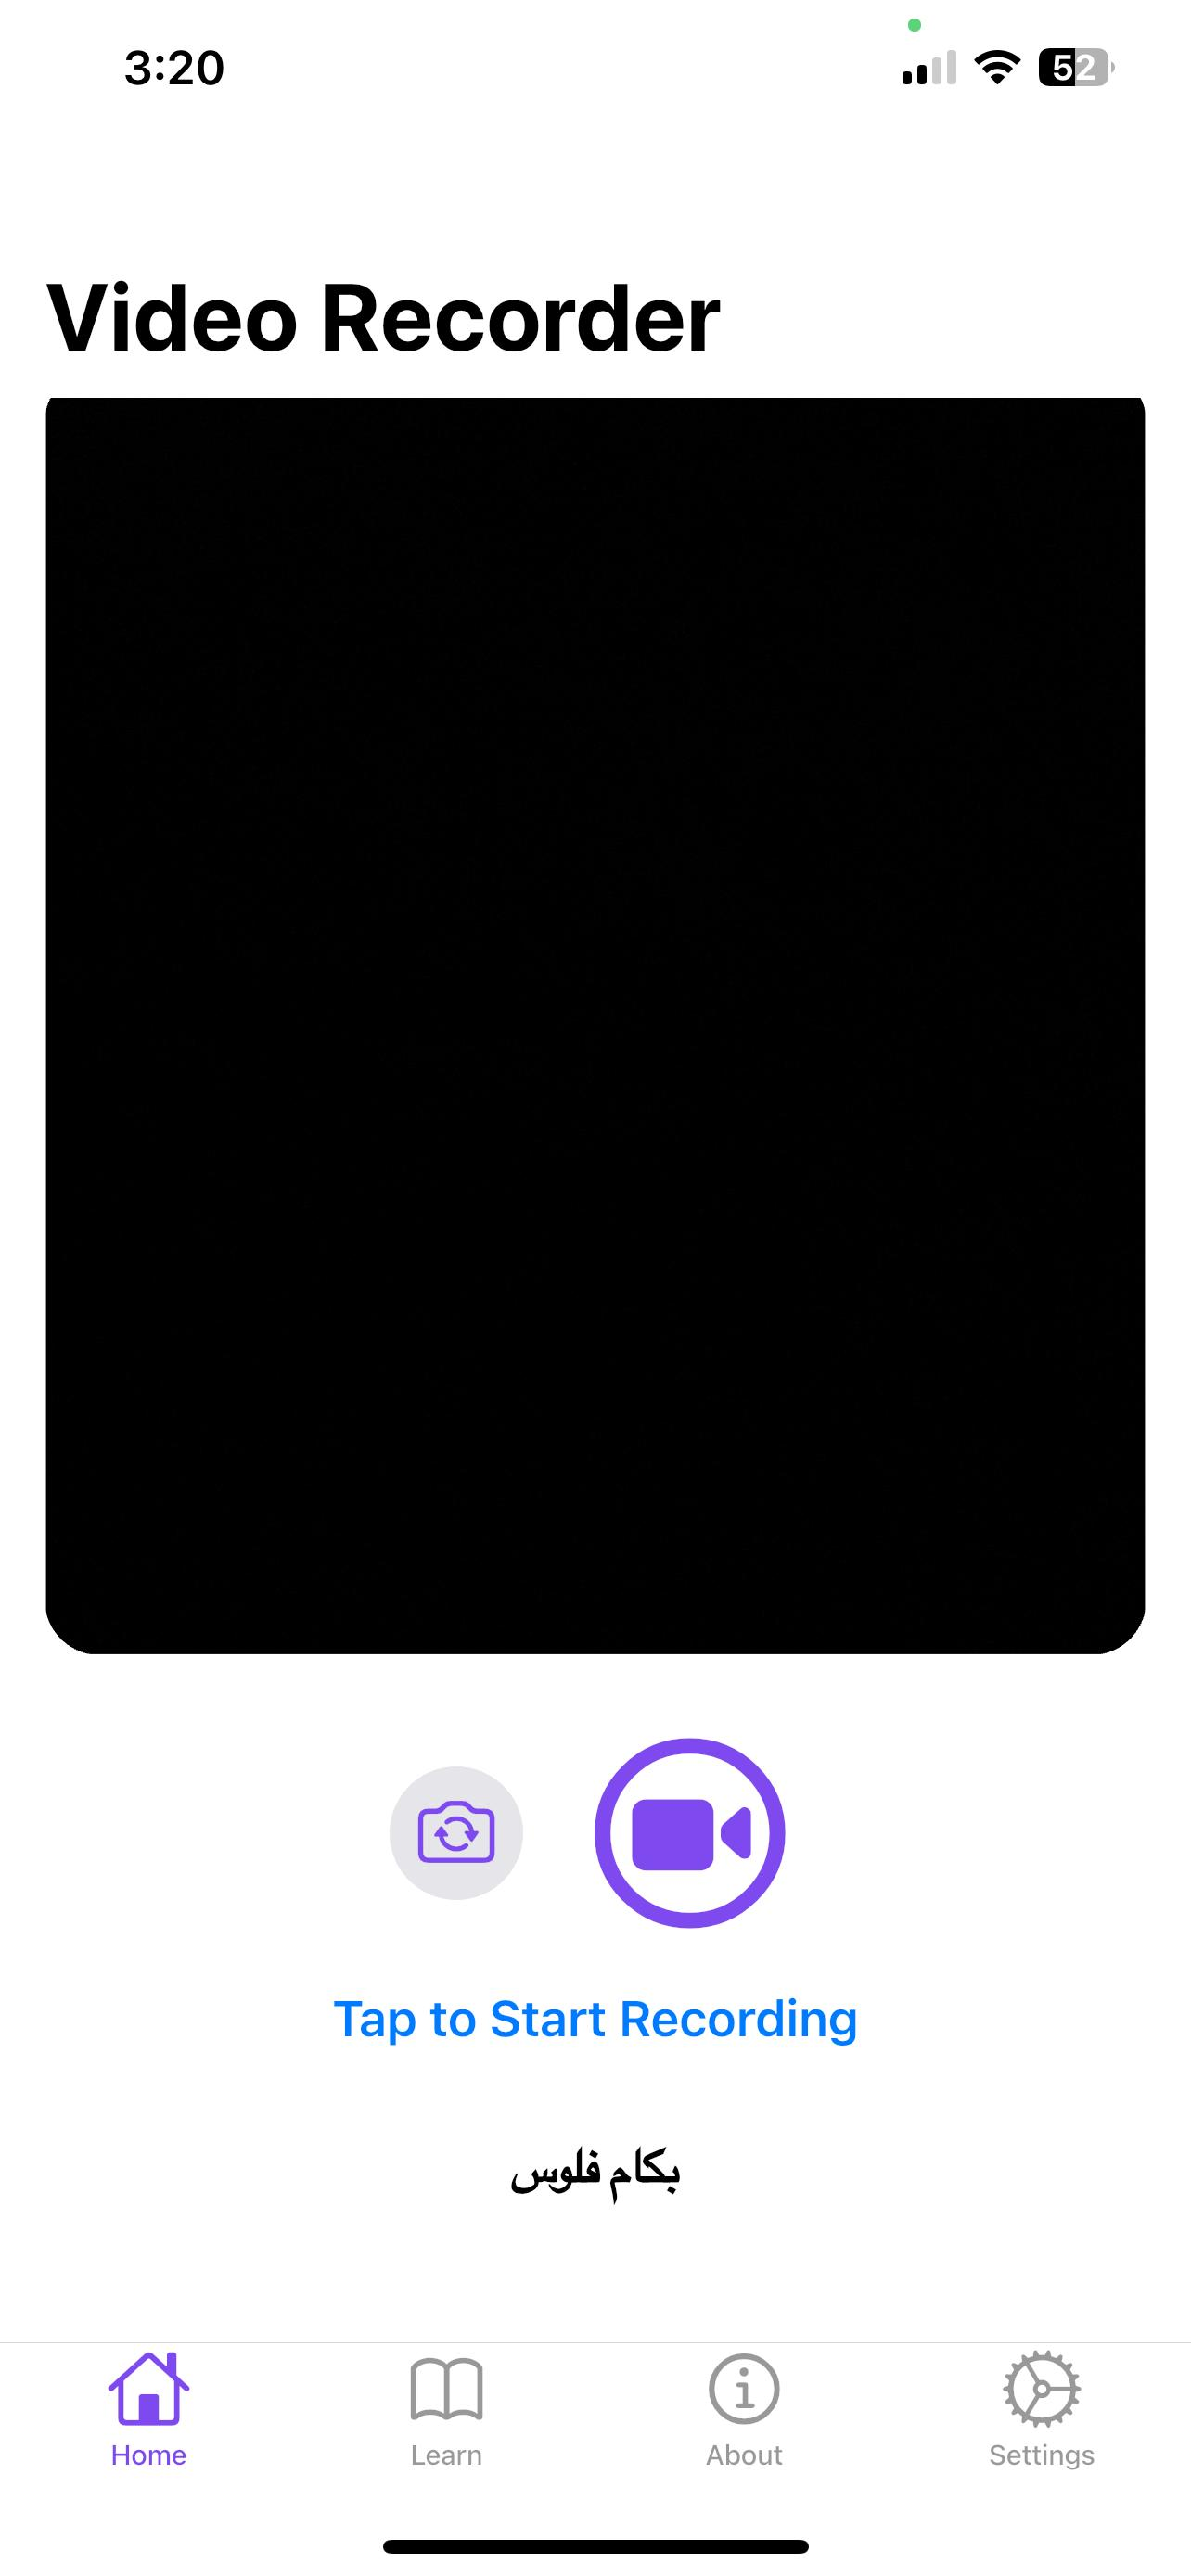 3:20
52
Video Recorder
Tap to Start Recording
بكام فلوس
Home
Learn
About
Settings